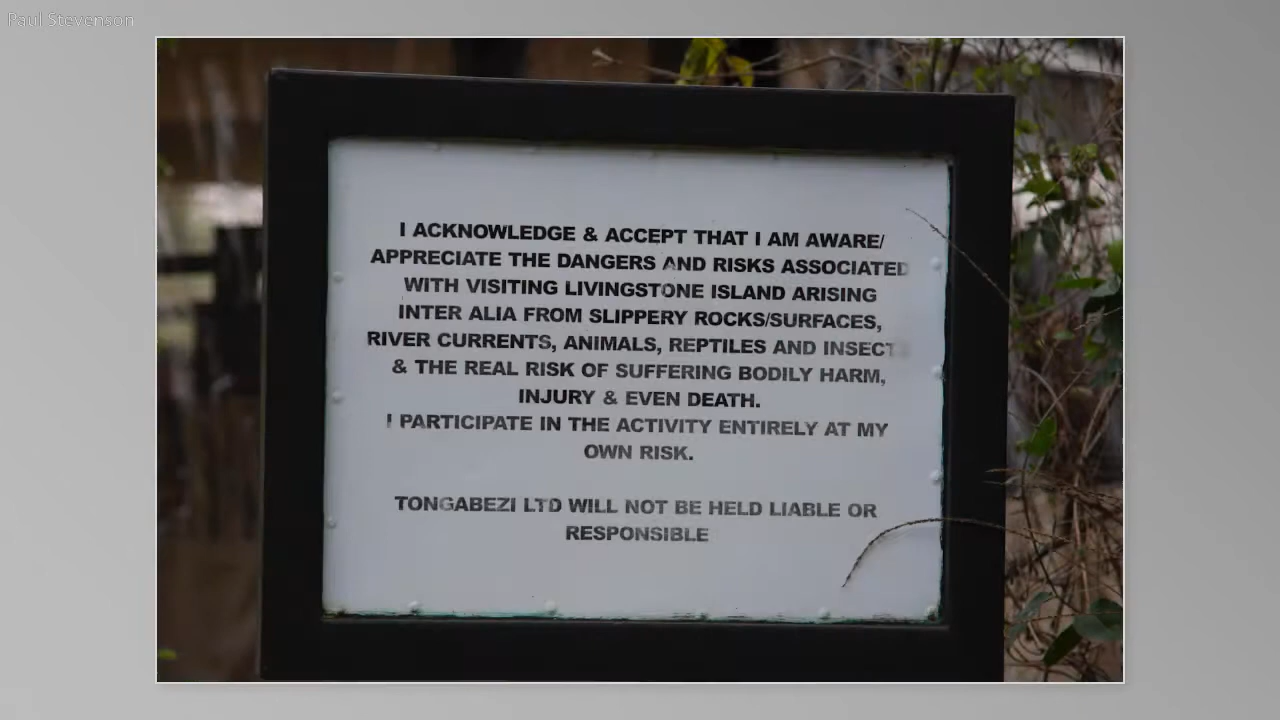 Paul Stevenson
I ACKNOWLEDGE & ACCEPT THAT I AM AWARE/
APPRECIATE THE DANGERS AND RISKS ASSOCIATED
WITH VISITING LIVINGSTONE ISLAND ARISING
INTER ALIA FROM SLIPPERY ROCKS/SURFACES,
RIVER CURRENTS, ANIMALS, REPTILES AND INSECTS
& THE REAL RISK OF SUFFERING BODILY HARM,
INJURY & EVEN DEATH.
I PARTICIPATE IN THE ACTIVITY ENTIRELY AT MY
OWN RISK.
TONGABEZI LTD WILL NOT BE HELD LIABLE OR
RESPONSIBLE